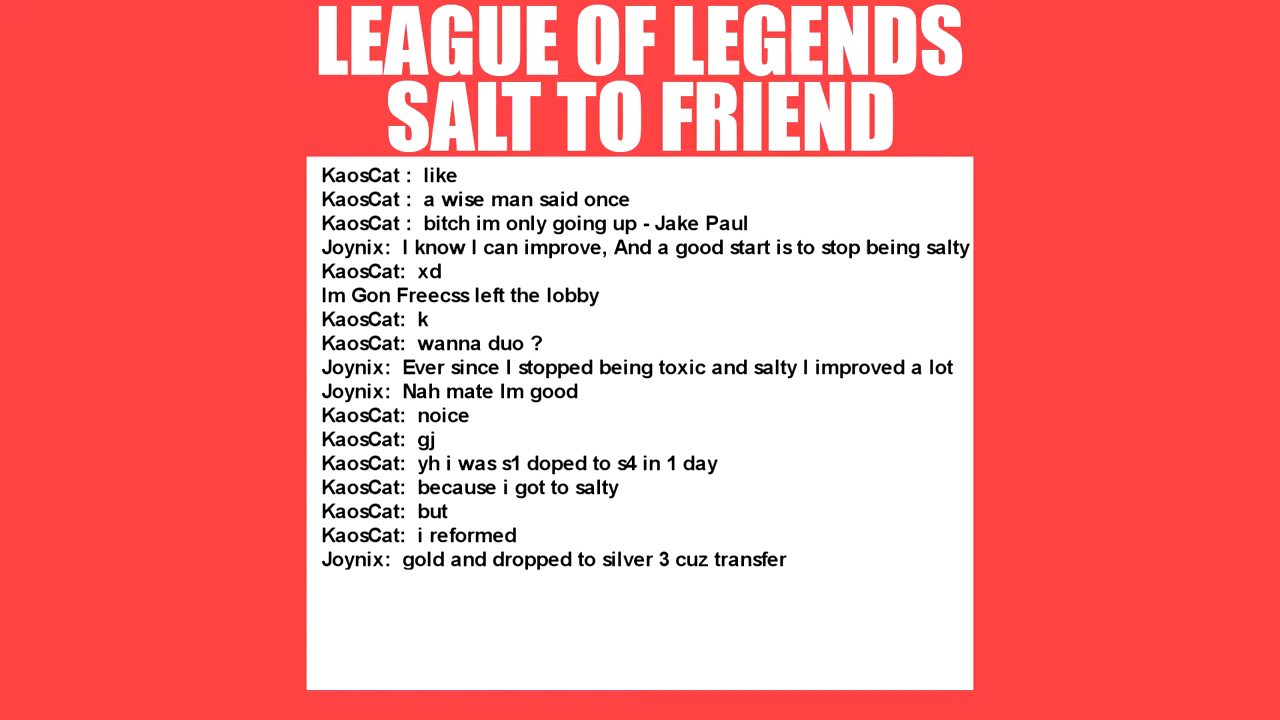 LEAGUE OF LEGENDS
SALT TO FRIEND
KaosCat : like
KaosCat : a wise man said once
KaosCat : bitch im only going up - Jake Paul
Joynix: I know I can improve, And a good start is to stop being salty
KaosCat: xd
Im Gon Freecss left the lobby
KaosCat: k
KaosCat: wanna duo ?
Joynix: Ever since I stopped being toxic and salty I improved a lot
Joynix: Nah mate Im good
KaosCat: noice
KaosCat: gj
KaosCat: yh i was s1 doped to s4 in 1 day
KaosCat: because i got to salty
KaosCat: but
KaosCat: i reformed
Joynix: gold and dropped to silver 3 cuz transfer